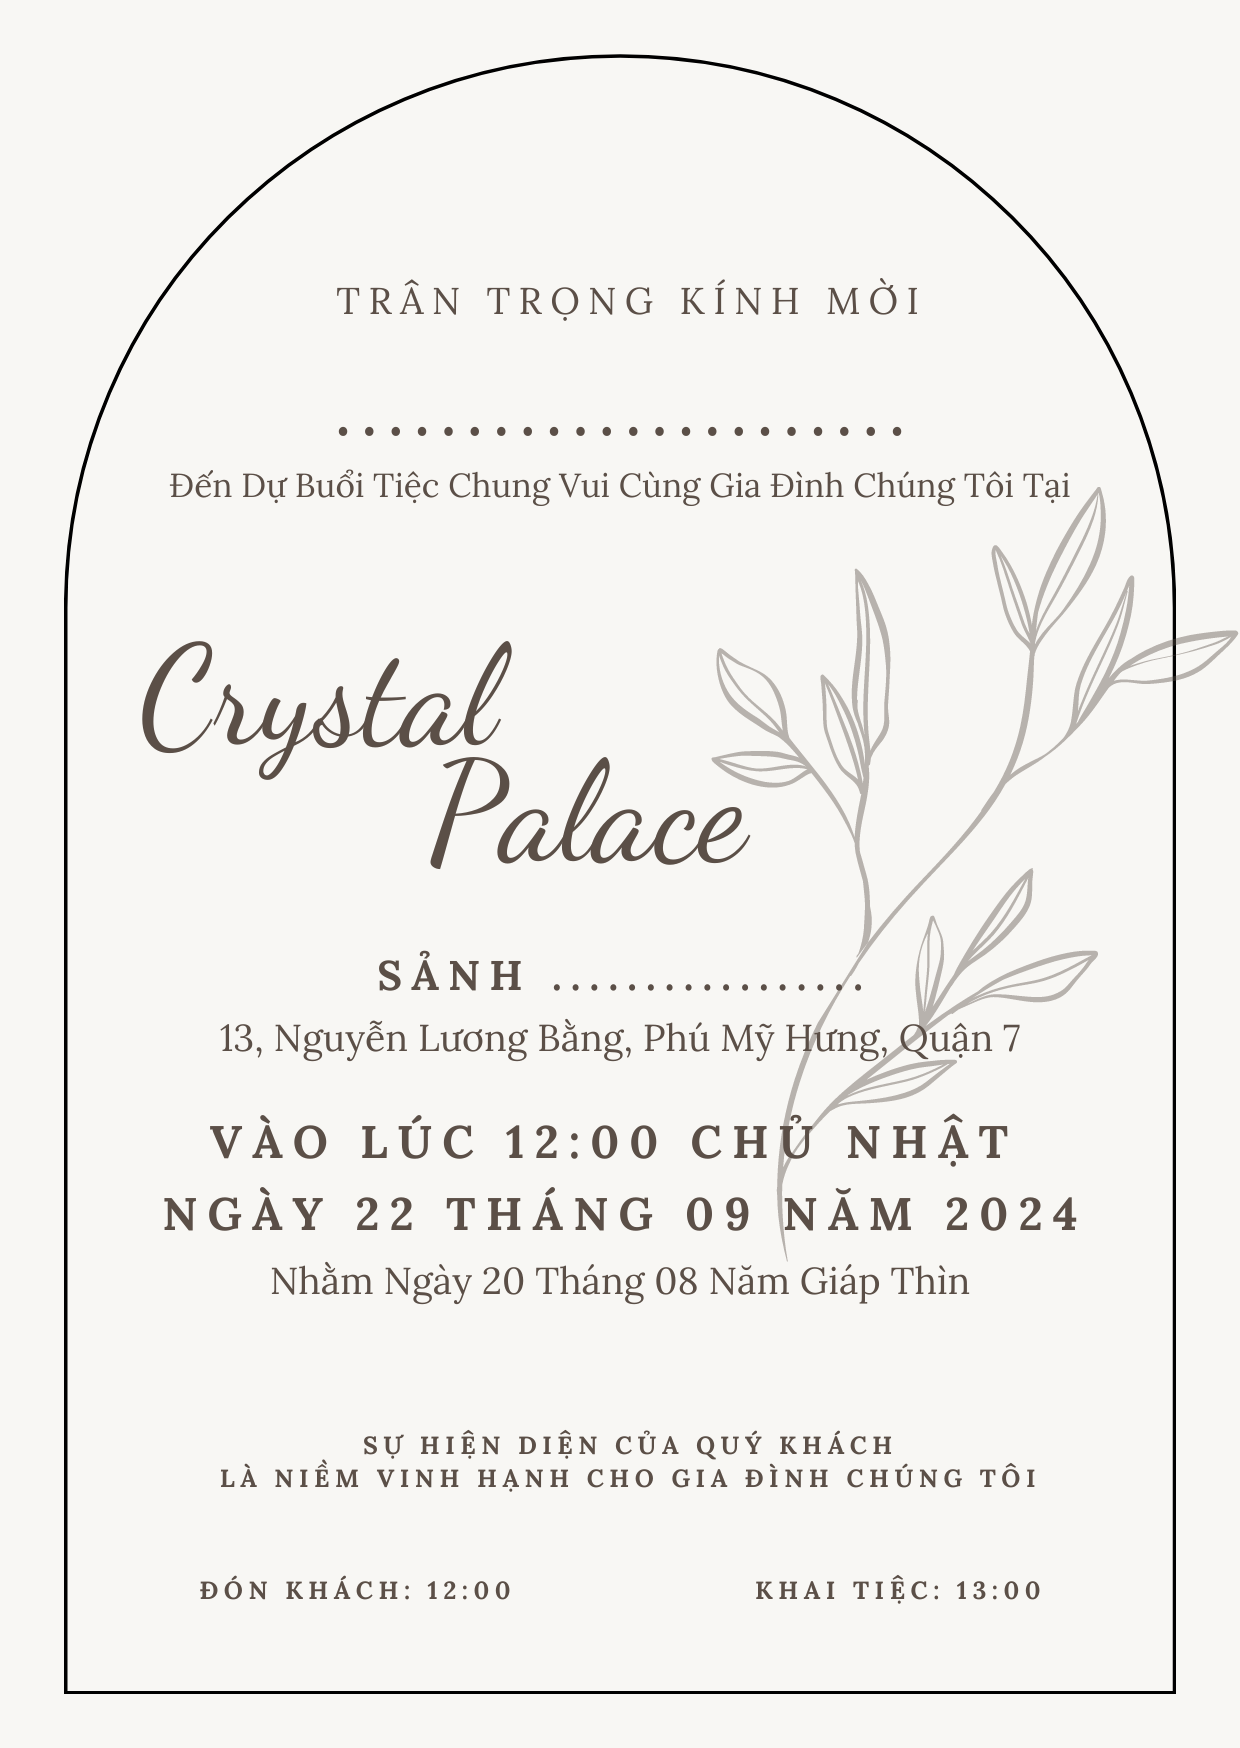 TRÂN TRỌNG KÍNH MỜI
......................
Đến Dự Buổi Tiệc Chung Vui Cùng Gia Đình Chúng Tôi Tại
Crystal
Palace
SẢNH .................
13, Nguyễn Lương Bằng, Phú Mỹ Hưng, Quận 7
VÀO LÚC 12:00 CHỦ NHẬT
NGÀY 22 THÁNG 09 NĂM 2024
Nhằm Ngày 20 Tháng 08 Năm Giáp Thìn
SỰ HIỆN DIỆN CỦA QUÝ KHÁCH
LÀ NIỀM VINH HẠNH CHO GIA ĐÌNH CHÚNG TÔI
ĐÓN KHÁCH: 12:00 KHAI TIỆC: 13:00